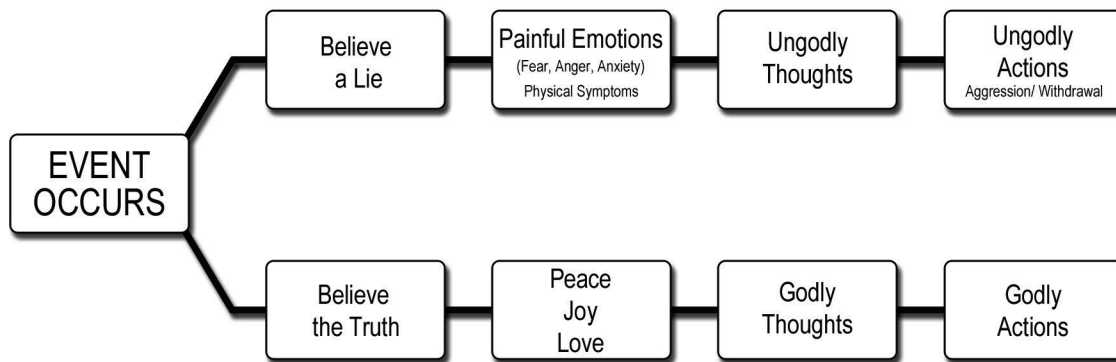 EVENT
OCCURS
Believe
a Lie
Painful Emotions
(Fear, Anger, Anxiety)
Physical Symptoms
Ungodly
Thoughts
Ungodly
Actions
Aggression/ Withdrawal
Believe
the Truth
Peace
Joy
Love
Godly
Thoughts
Godly
Actions